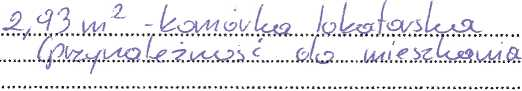 2,93 m² - komórka lokatorska
(przynależność do mieszkania